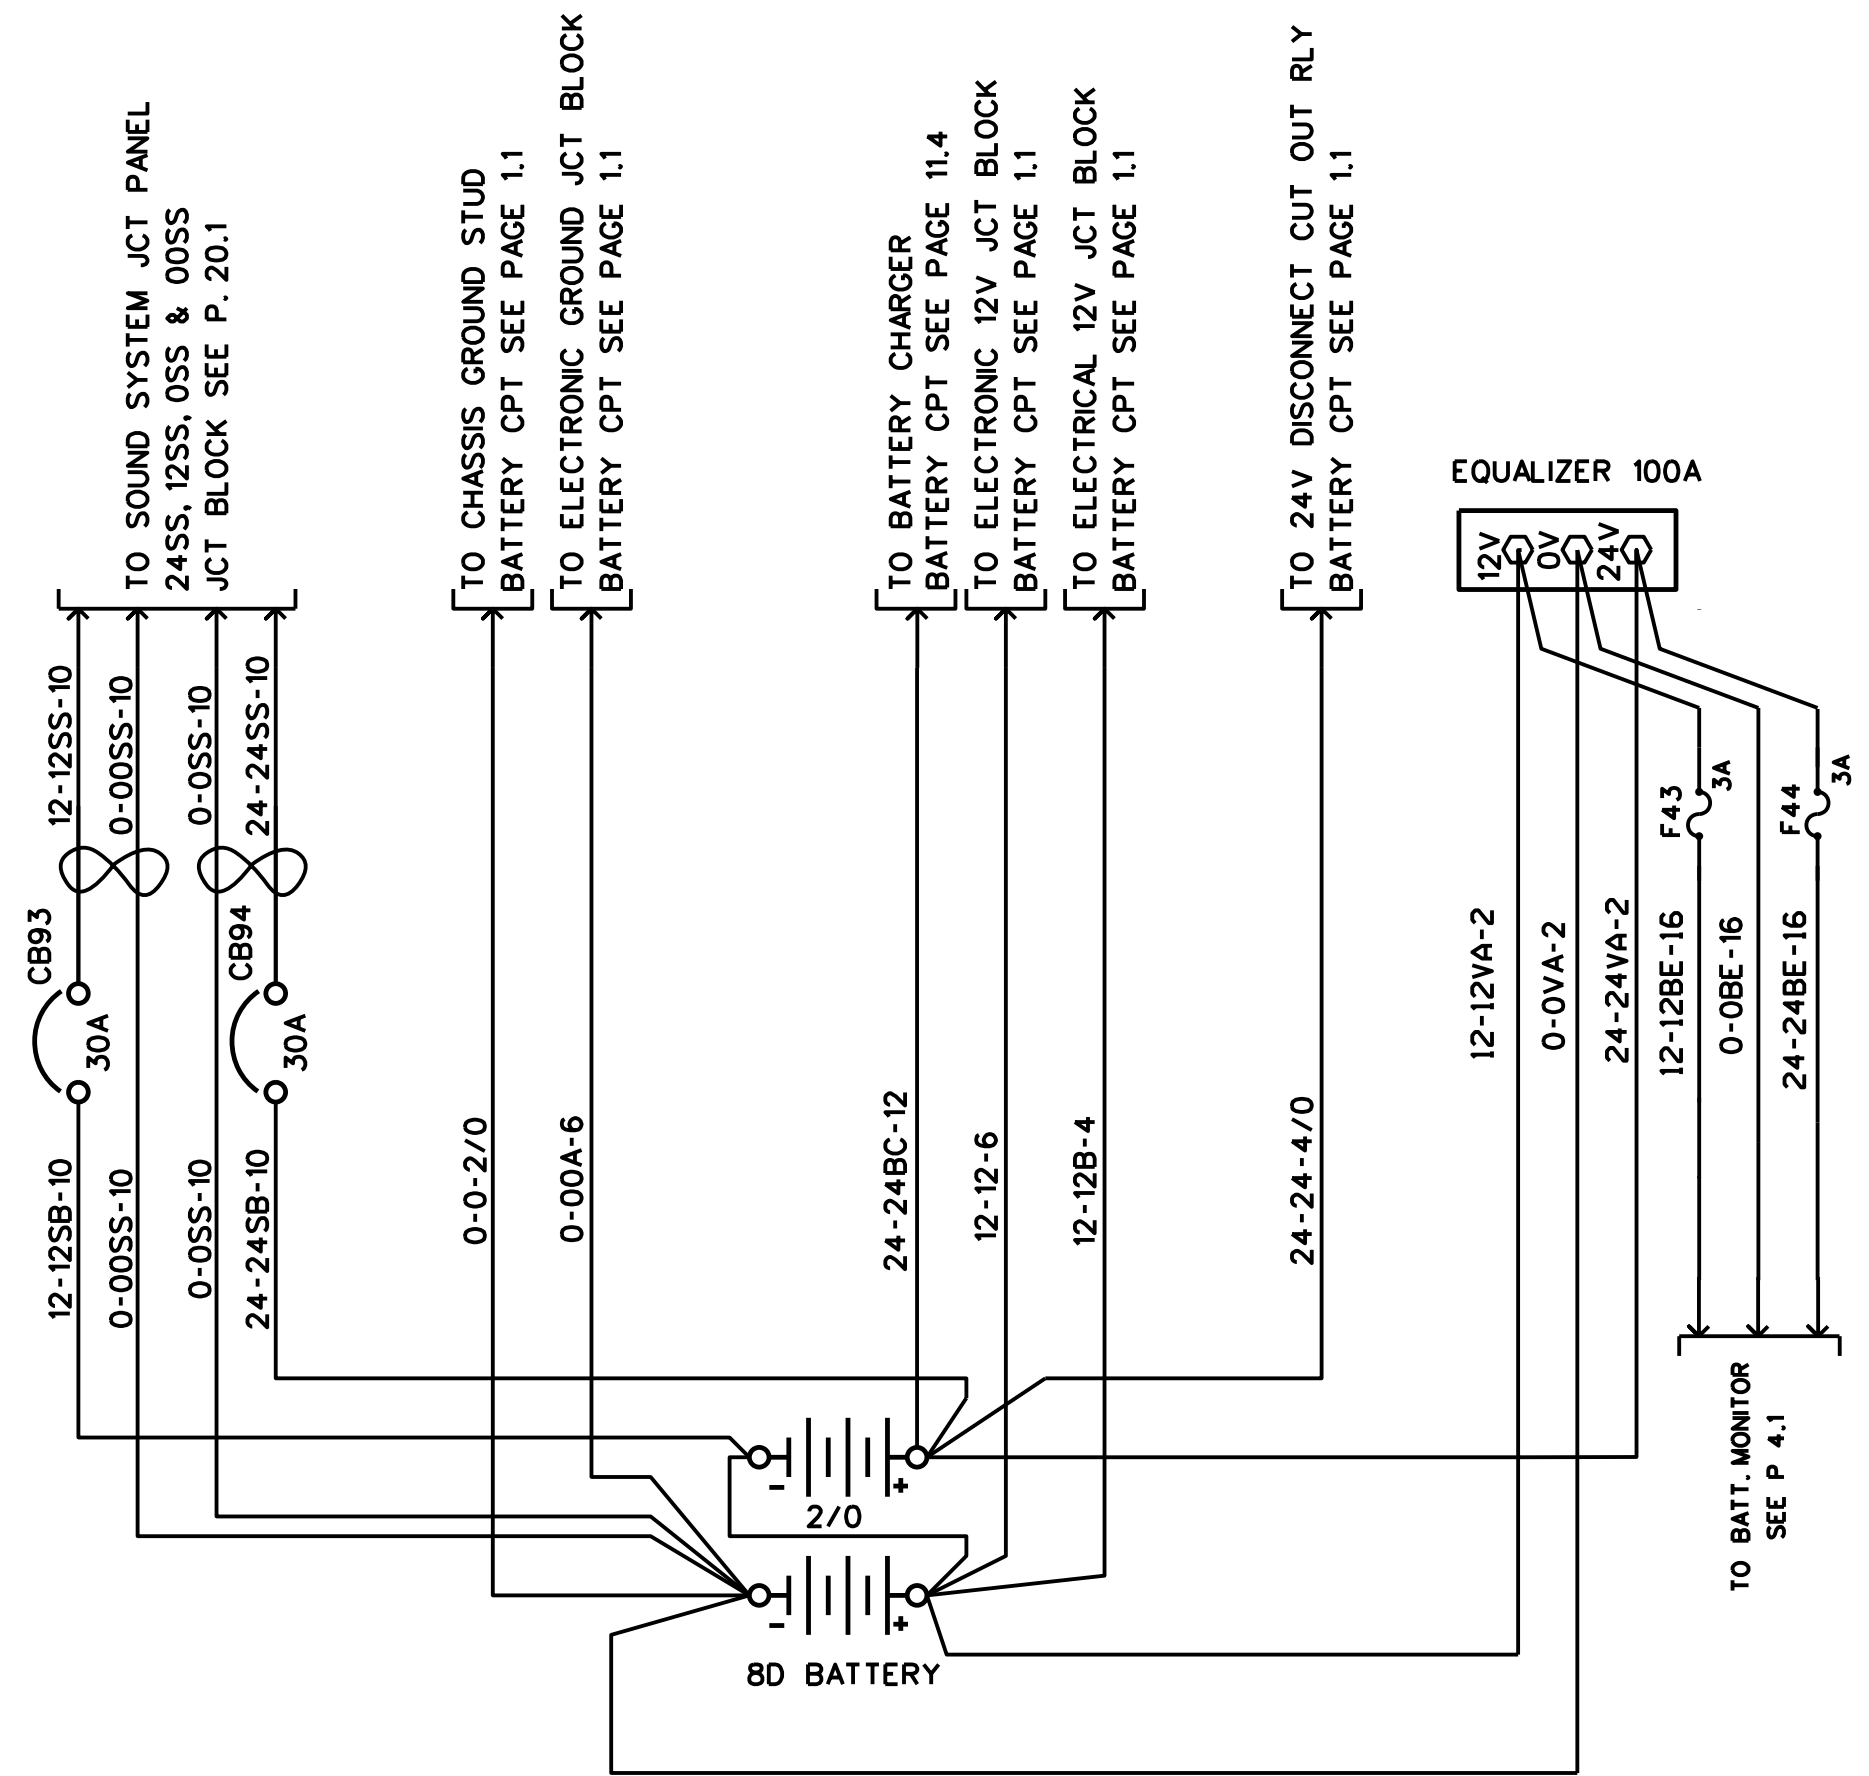 TO SOUND SYSTEM JCT PANEL
24SS, 12SS, 0SS & 00SS
JCT BLOCK SEE P. 20.1
TO CHASSIS GROUND STUD
BATTERY CPT SEE PAGE 1.1
TO ELECTRONIC GROUND JCT BLOCK
BATTERY CPT SEE PAGE 1.1
TO BATTERY CHARGER
BATTERY CPT SEE PAGE 11.4
TO ELECTRONIC 12V JCT BLOCK
BATTERY CPT SEE PAGE 1.1
TO ELECTRICAL 12V JCT BLOCK
BATTERY CPT SEE PAGE 1.1
TO 24V DISCONNECT CUT OUT RLY
BATTERY CPT SEE PAGE 1.1
EQUALIZER 100A
12V
0V
24V
12-12SS-10
0-00SS-10
0-0SS-10
24-24SS-10
F43
3A
F44
3A
CB93
30A
CB94
30A
12-12VA-2
0-0VA-2
24-24VA-2
12-12BE-16
0-0BE-16
24-24BE-16
12-12SB-10
0-00SS-10
0-0SS-10
24-24SB-10
0-0-2/0
0-00A-6
24-24BC-12
12-12-6
12-12B-4
24-24-4/0
TO BATT. MONITOR
SEE P 4.1
- +
2/0
- +
8D BATTERY